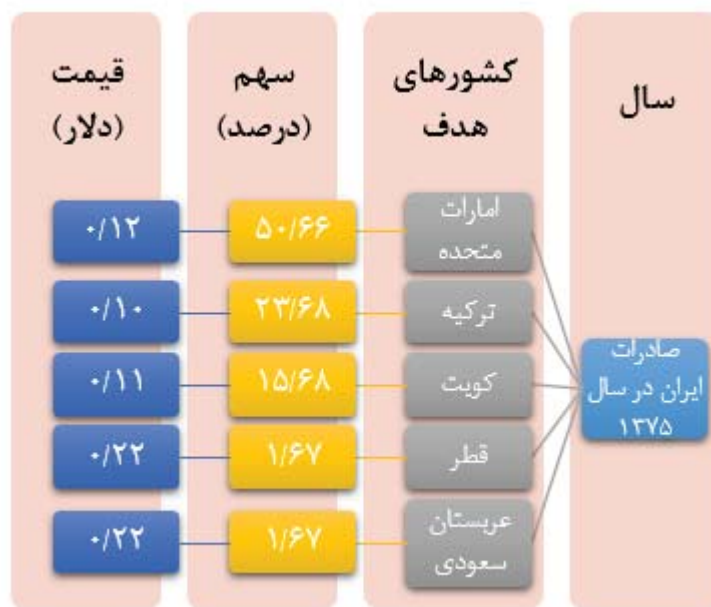 سال
کشورهای
هدف
سهم
(درصد)
قیمت
(دلار)
صادرات
ایران در سال
۱۳۷۵
امارات
متحده
۵۰/۶۶
۰/۱۲
ترکیه
۲۳/۶۸
۰/۱۰
کویت
۱۵/۶۸
۰/۱۱
قطر
۱/۶۷
۰/۲۲
عربستان
سعودی
۱/۶۷
۰/۲۲